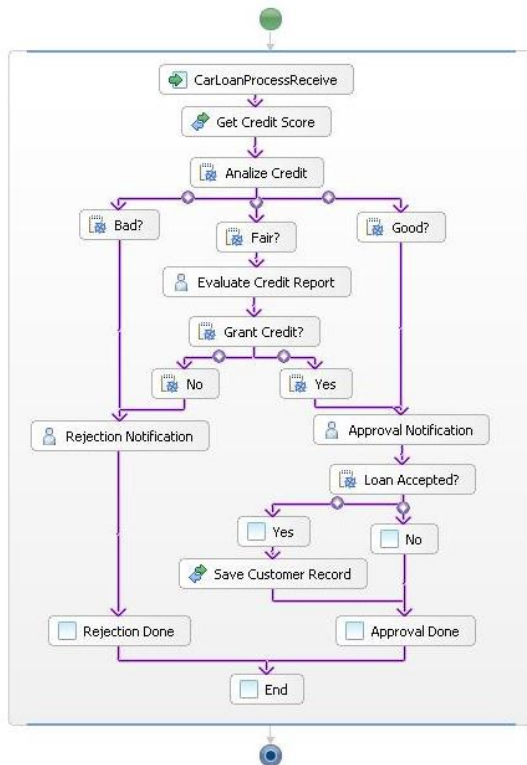 CarLoanProcessReceive
Get Credit Score
Analize Credit
Bad?
Fair?
Good?
Evaluate Credit Report
Grant Credit?
No
Yes
Rejection Notification
Approval Notification
Loan Accepted?
Yes
No
Save Customer Record
Rejection Done
Approval Done
End